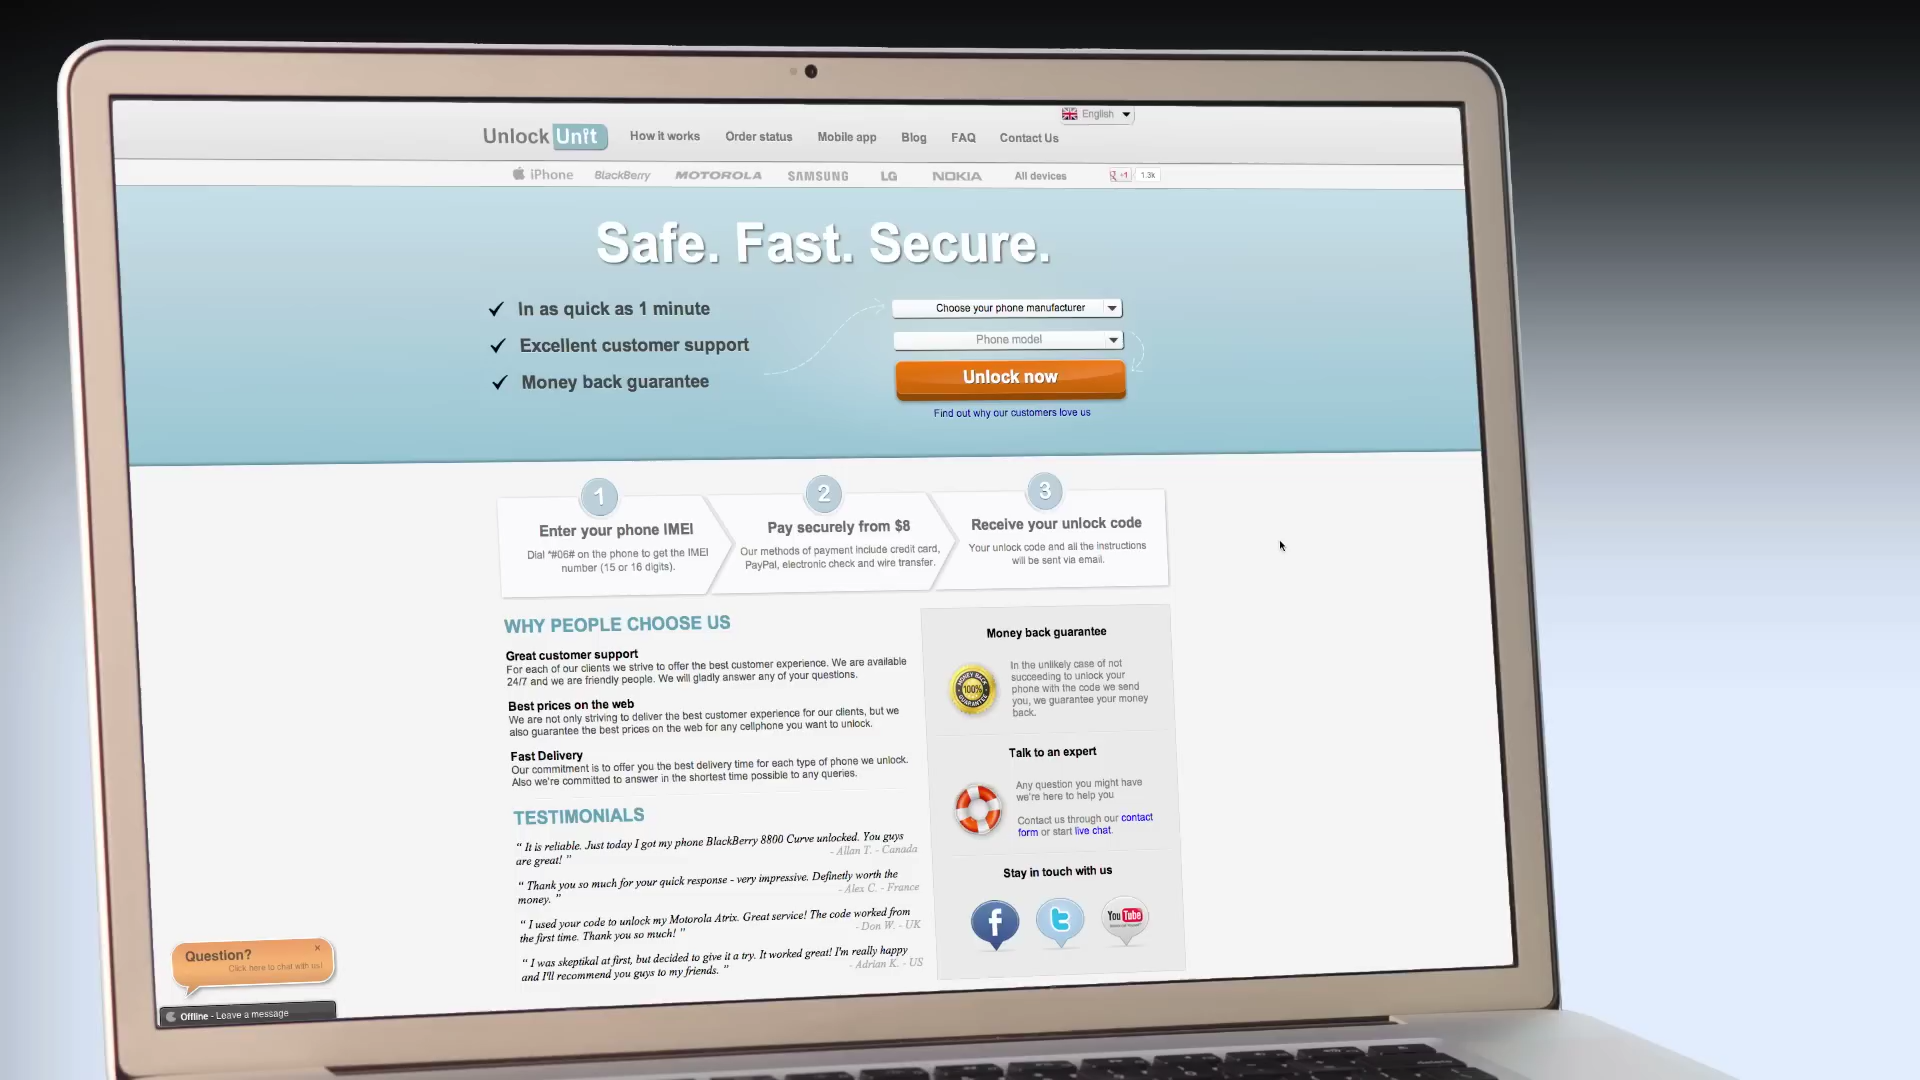 English
UnlockUnit
How it works
Order status
Mobile app
Blog
FAQ
Contact Us
iPhone
BlackBerry
MOTOROLA
SAMSUNG
LG
NOKIA
All devices
+1
1.3k
Safe. Fast. Secure.
In as quick as 1 minute
Excellent customer support
Money back guarantee
Choose your phone manufacturer
Phone model
Unlock now
Find out why our customers love us
1
Enter your phone IMEI
Dial *#06# on the phone to get the IMEI
number (15 or 16 digits).
2
Pay securely from $8
Our methods of payment include credit card,
PayPal, electronic check and wire transfer.
3
Receive your unlock code
Your unlock code and all the instructions
will be sent via email.
WHY PEOPLE CHOOSE US
Great customer support
For each of our clients we strive to offer the best customer experience. We are available
24/7 and we are friendly people. We will gladly answer any of your questions.
Best prices on the web
We are not only striving to deliver the best customer experience for our clients, but we
also guarantee the best prices on the web for any cellphone you want to unlock.
Fast Delivery
Our commitment is to offer you the best delivery time for each type of phone we unlock.
Also we're committed to answer in the shortest time possible to any queries.
TESTIMONIALS
“ It is reliable. Just today I got my phone BlackBerry 8800 Curve unlocked. You guys
are great! ”
- Allan T. - Canada
“ Thank you so much for your quick response - very impressive. Definetly worth the
money. ”
- Alex C. - France
“ I used your code to unlock my Motorola Atrix. Great service! The code worked from
the first time. Thank you so much! ”
- Don W. - UK
“ I was skeptikal at first, but decided to give it a try. It worked great! I'm really happy
and I'll recommend you guys to my friends. ”
- Adrian K. - US
Money back guarantee
MONEY BACK
100%
GUARANTEE
In the unlikely case of not
succeeding to unlock your
phone with the code we send
you, we guarantee your money
back.
Talk to an expert
Any question you might have
we're here to help you
Contact us through our contact
form or start live chat.
Stay in touch with us
f
t
You Tube
Question?
Click here to chat with us!
Offline - Leave a message